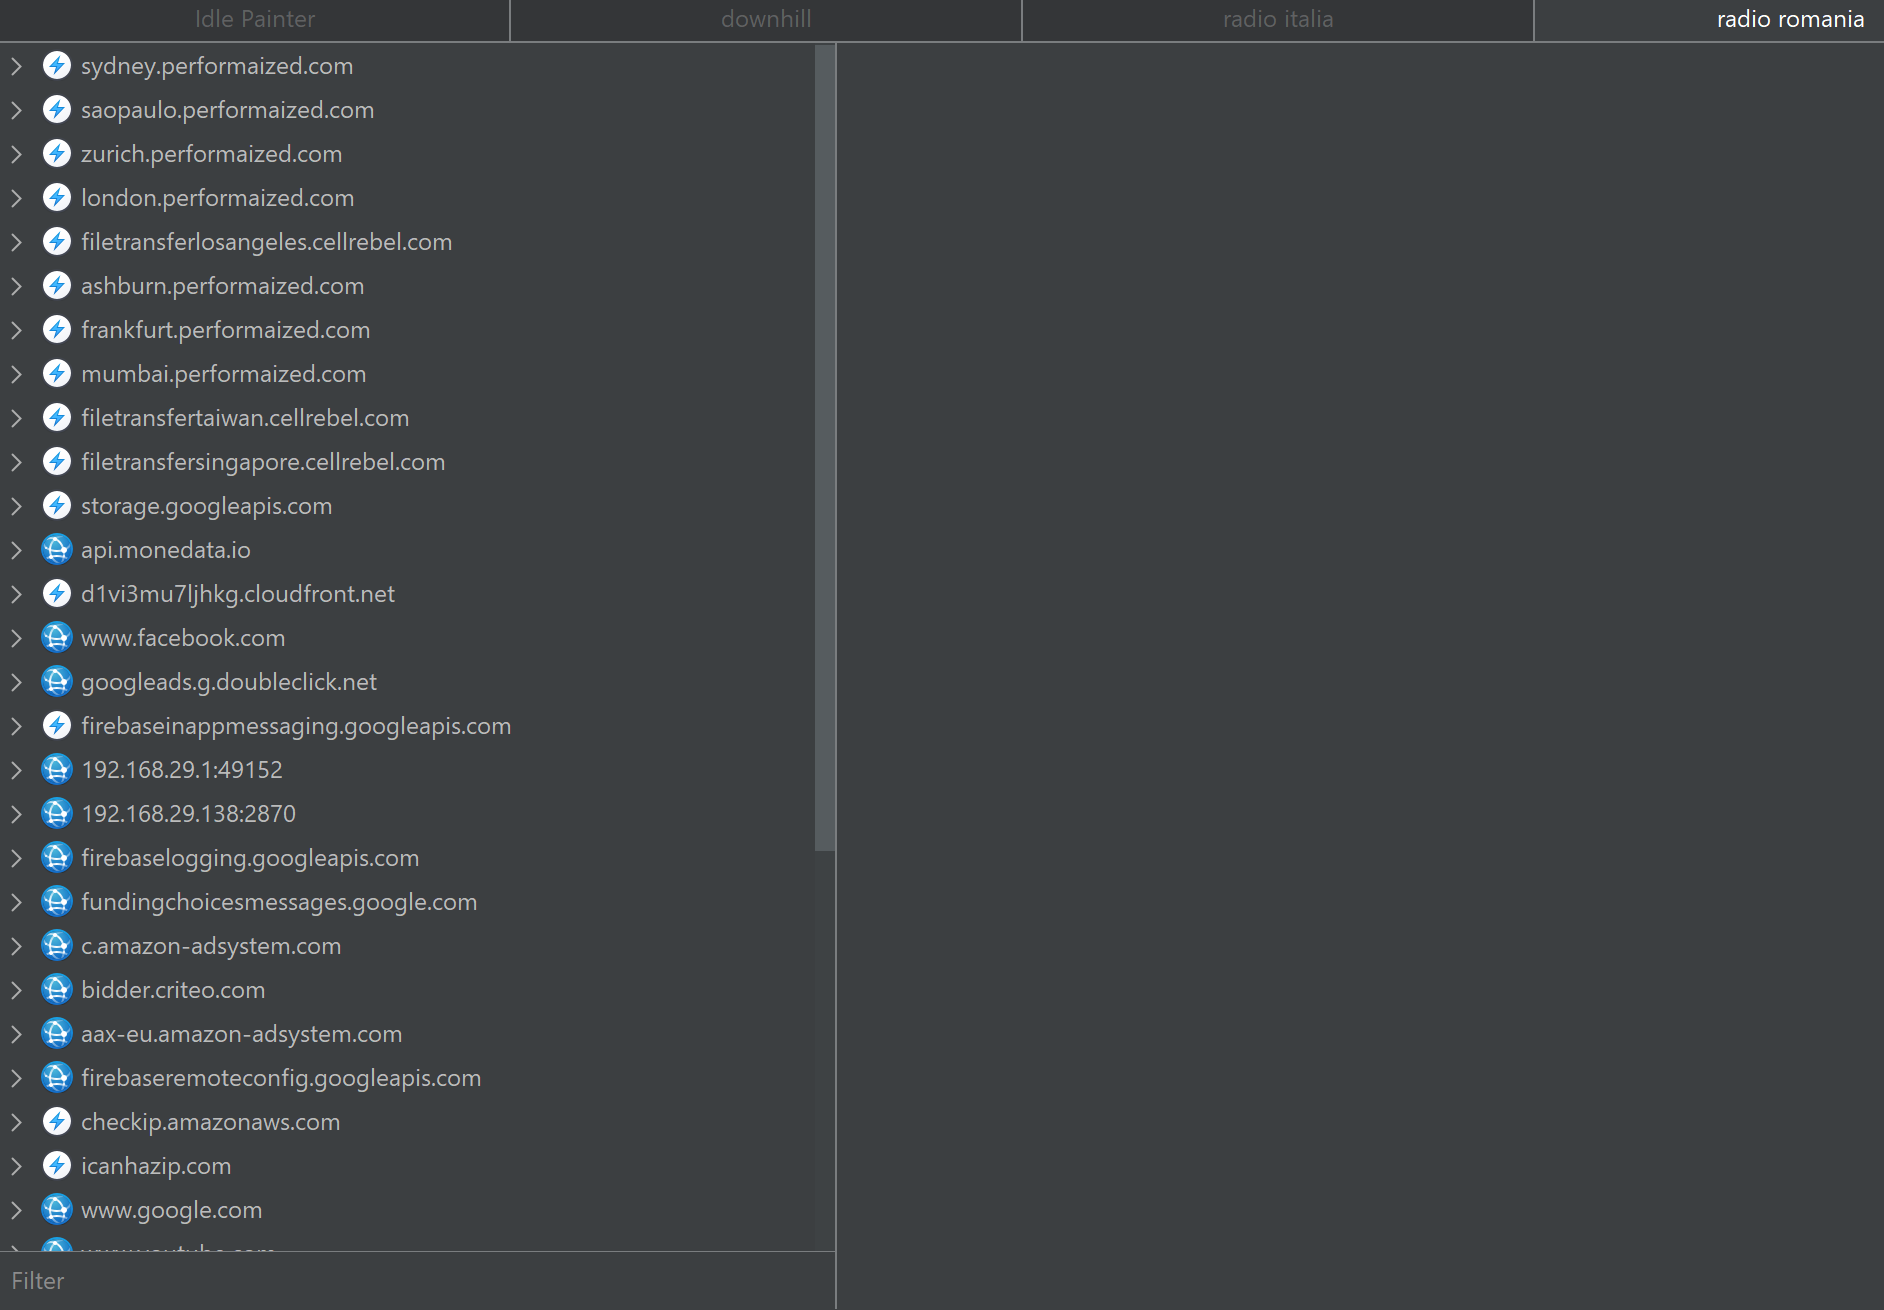 Idle Painter
downhill
radio italia
radio romania
sydney.performaized.com
saopaulo.performaized.com
zurich.performaized.com
london.performaized.com
filetransferlosangeles.cellrebel.com
ashburn.performaized.com
frankfurt.performaized.com
mumbai.performaized.com
filetransfertaiwan.cellrebel.com
filetransfersingapore.cellrebel.com
storage.googleapis.com
api.monedata.io
d1vi3mu7ljhkg.cloudfront.net
www.facebook.com
googleads.g.doubleclick.net
firebaseinappmessaging.googleapis.com
192.168.29.1:49152
192.168.29.138:2870
firebaselogging.googleapis.com
fundingchoicesmessages.google.com
c.amazon-adsystem.com
bidder.criteo.com
aax-eu.amazon-adsystem.com
firebaseremoteconfig.googleapis.com
checkip.amazonaws.com
icanhazip.com
www.google.com
Filter